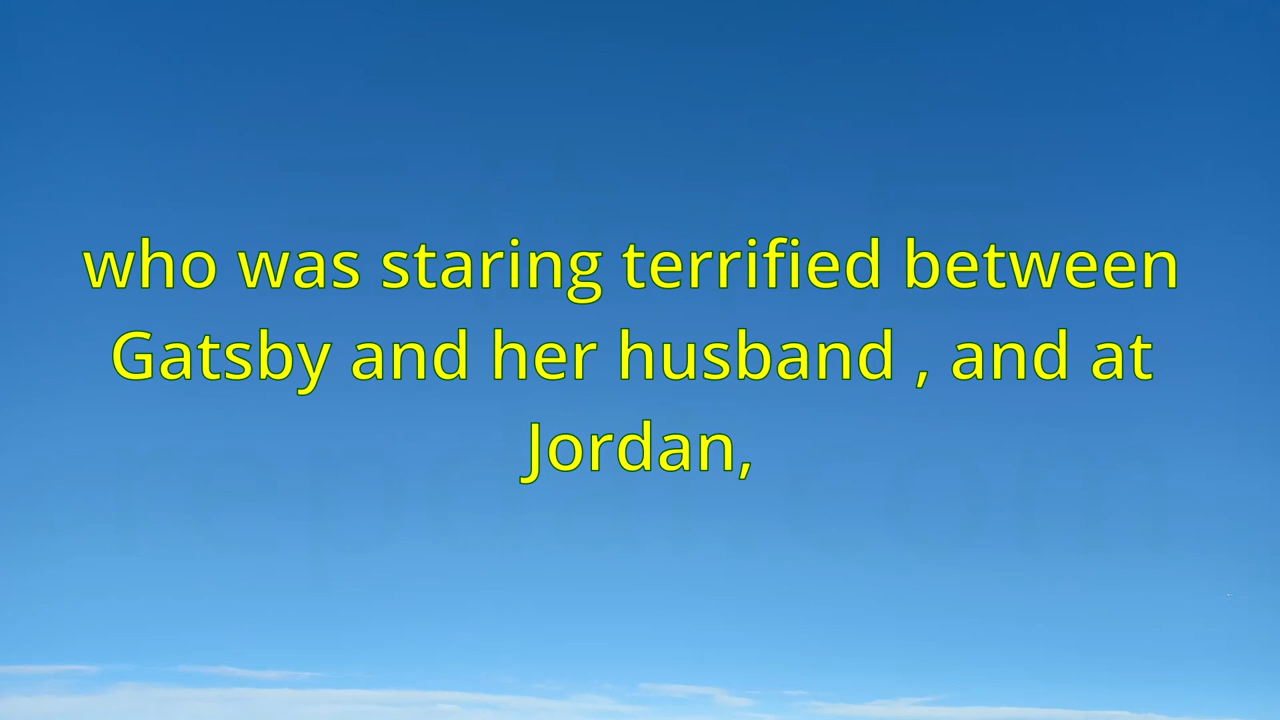 who was staring terrified between
Gatsby and her husband , and at
Jordan,